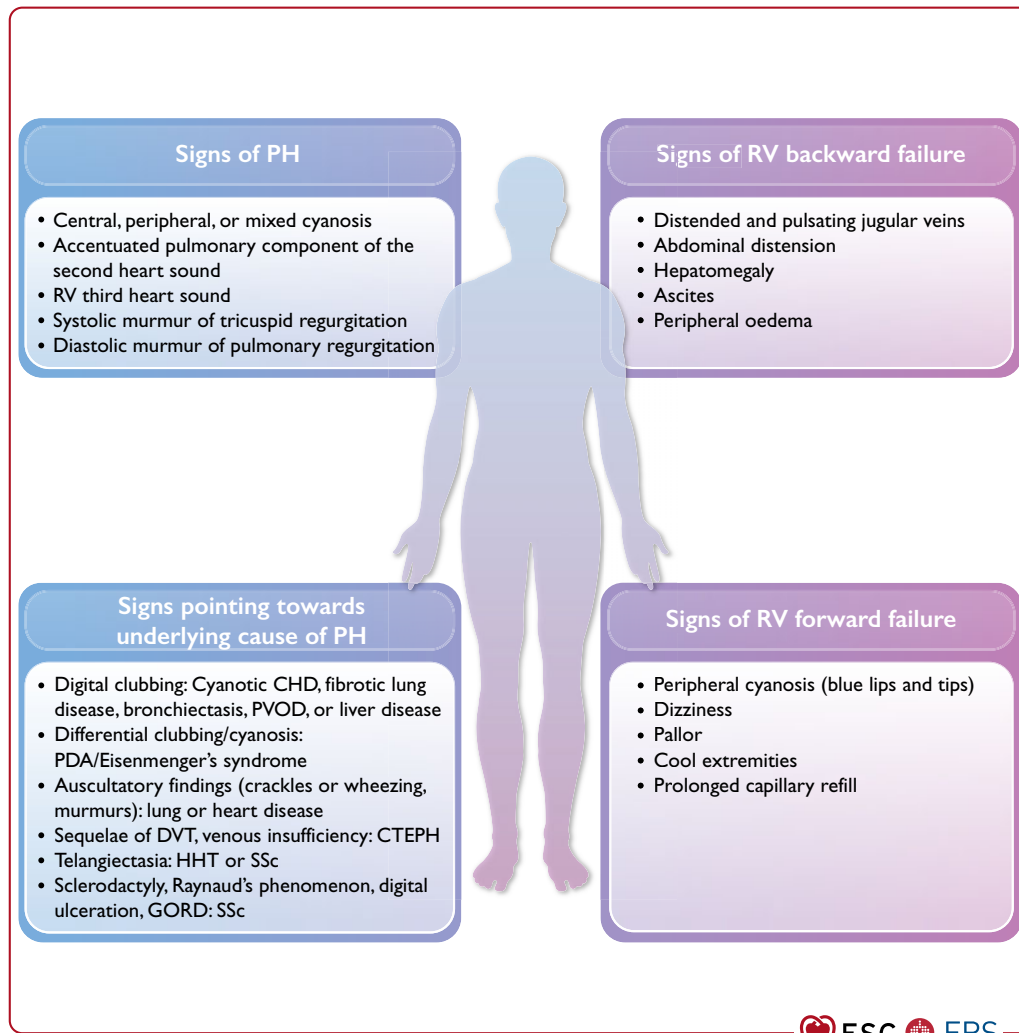 Signs of PH
• Central, peripheral, or mixed cyanosis
• Accentuated pulmonary component of the
second heart sound
• RV third heart sound
• Systolic murmur of tricuspid regurgitation
• Diastolic murmur of pulmonary regurgitation
Signs of RV backward failure
• Distended and pulsating jugular veins
• Abdominal distension
• Hepatomegaly
• Ascites
• Peripheral oedema
Signs pointing towards
underlying cause of PH
• Digital clubbing: Cyanotic CHD, fibrotic lung
disease, bronchiectasis, PVOD, or liver disease
• Differential clubbing/cyanosis:
PDA/Eisenmenger's syndrome
• Auscultatory findings (crackles or wheezing,
murmurs): lung or heart disease
• Sequelae of DVT, venous insufficiency: CTEPH
• Telangiectasia: HHT or SSc
• Sclerodactyly, Raynaud's phenomenon, digital
ulceration, GORD: SSc
Signs of RV forward failure
• Peripheral cyanosis (blue lips and tips)
• Dizziness
• Pallor
• Cool extremities
• Prolonged capillary refill
ESC ERS